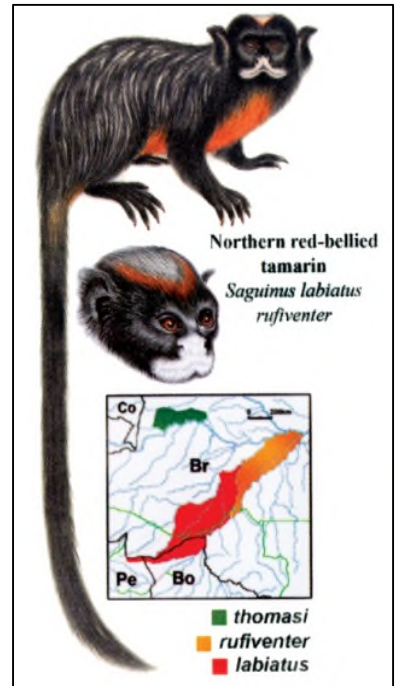 Northern red-bellied
tamarin
Saguinus labiatus
rufiventer
Co
Br
Pe
Bo
thomasi
rufiventer
labiatus